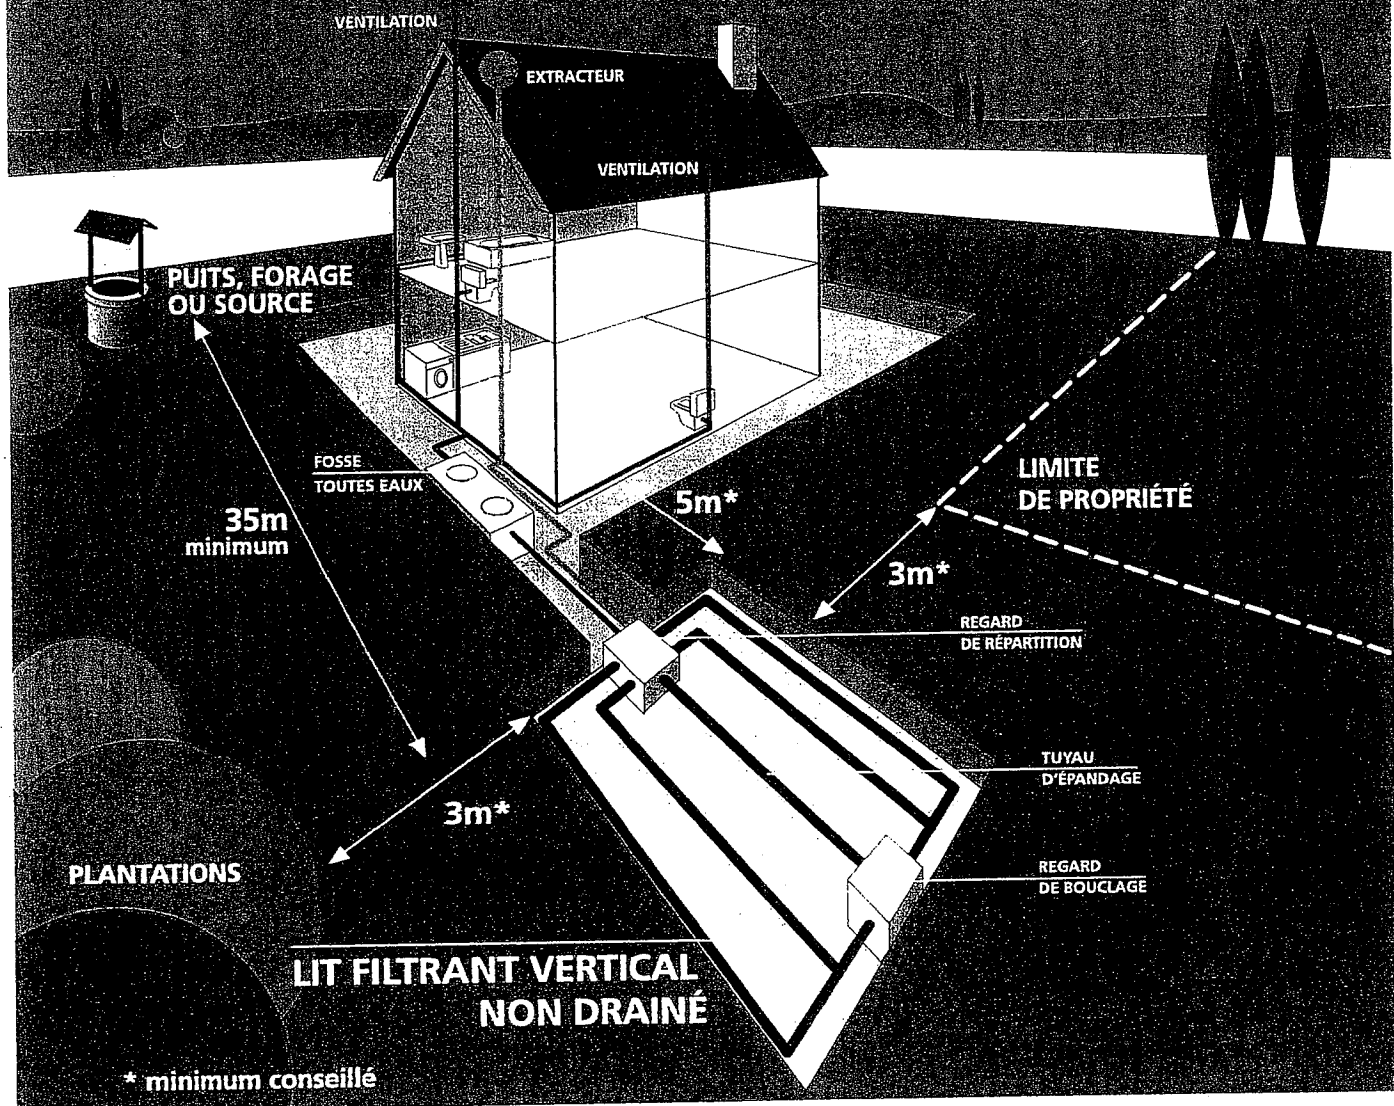 VENTILATION
EXTRACTEUR
VENTILATION
PUITS, FORAGE
OU SOURCE
FOSSE
TOUTES EAUX
35m
minimum
5m*
LIMITE
DE PROPRIÉTÉ
3m*
REGARD
DE RÉPARTITION
TUYAU
D'ÉPANDAGE
3m*
PLANTATIONS
REGARD
DE BOUCLAGE
LIT FILTRANT VERTICAL
NON DRAINÉ
* minimum conseillé